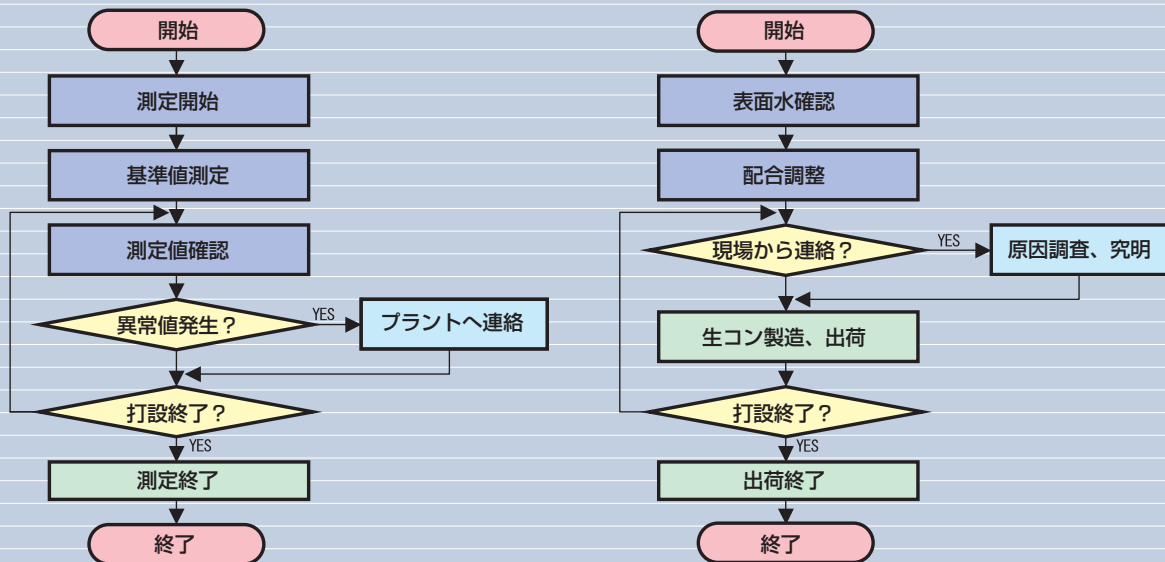 開始
測定開始
基準値測定
測定値確認
異常値発生？
YES
プラントへ連絡
打設終了？
YES
測定終了
終了
開始
表面水確認
配合調整
現場から連絡？
YES
原因調査、究明
生コン製造、出荷
打設終了？
YES
出荷終了
終了